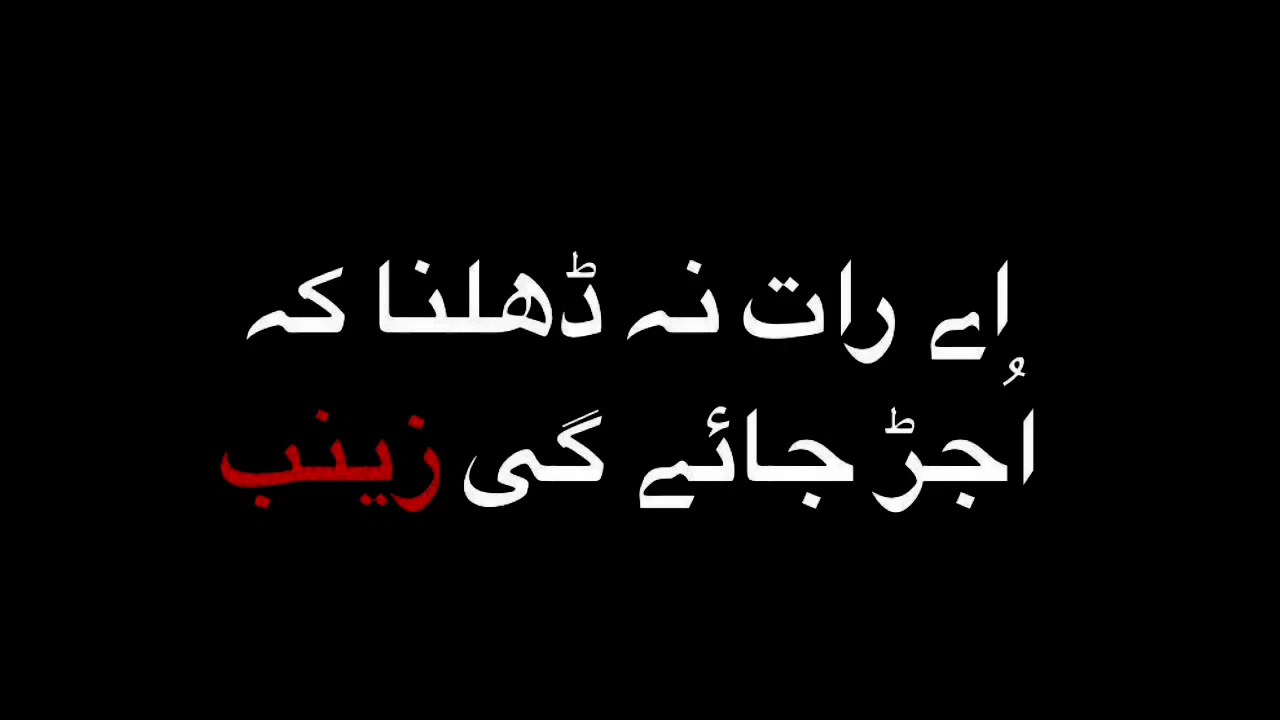 اے رات نہ ڈھلنا کہ
اُجڑ جائے گی زینب